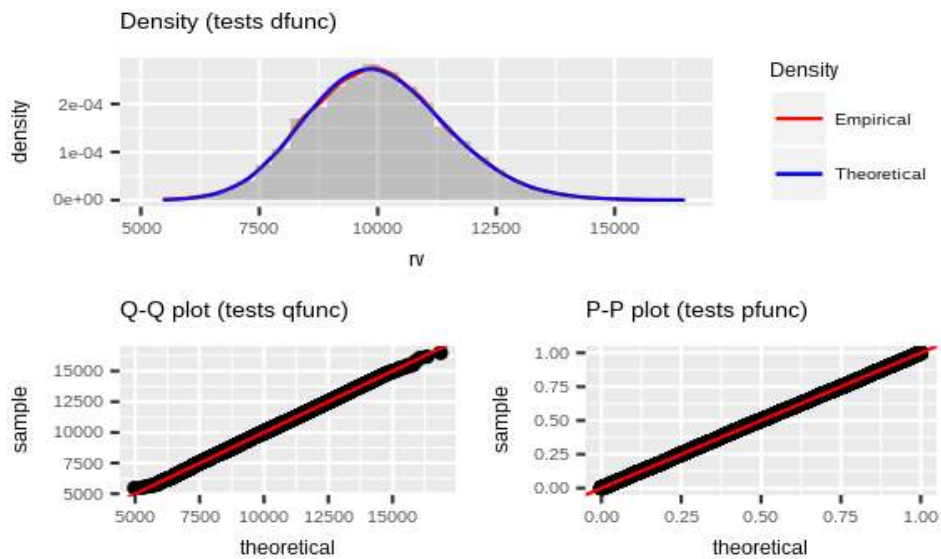 Density (tests dfunc)
density
2e-04
1e-04
0e+00
5000 7500 10000 12500 15000
rv
Density
Empirical
Theoretical
Q-Q plot (tests qfunc)
sample
15000
12500
10000
7500
5000
5000 7500 10000 12500 15000
theoretical
P-P plot (tests pfunc)
sample
1.00
0.75
0.50
0.25
0.00
0.00 0.25 0.50 0.75 1.00
theoretical